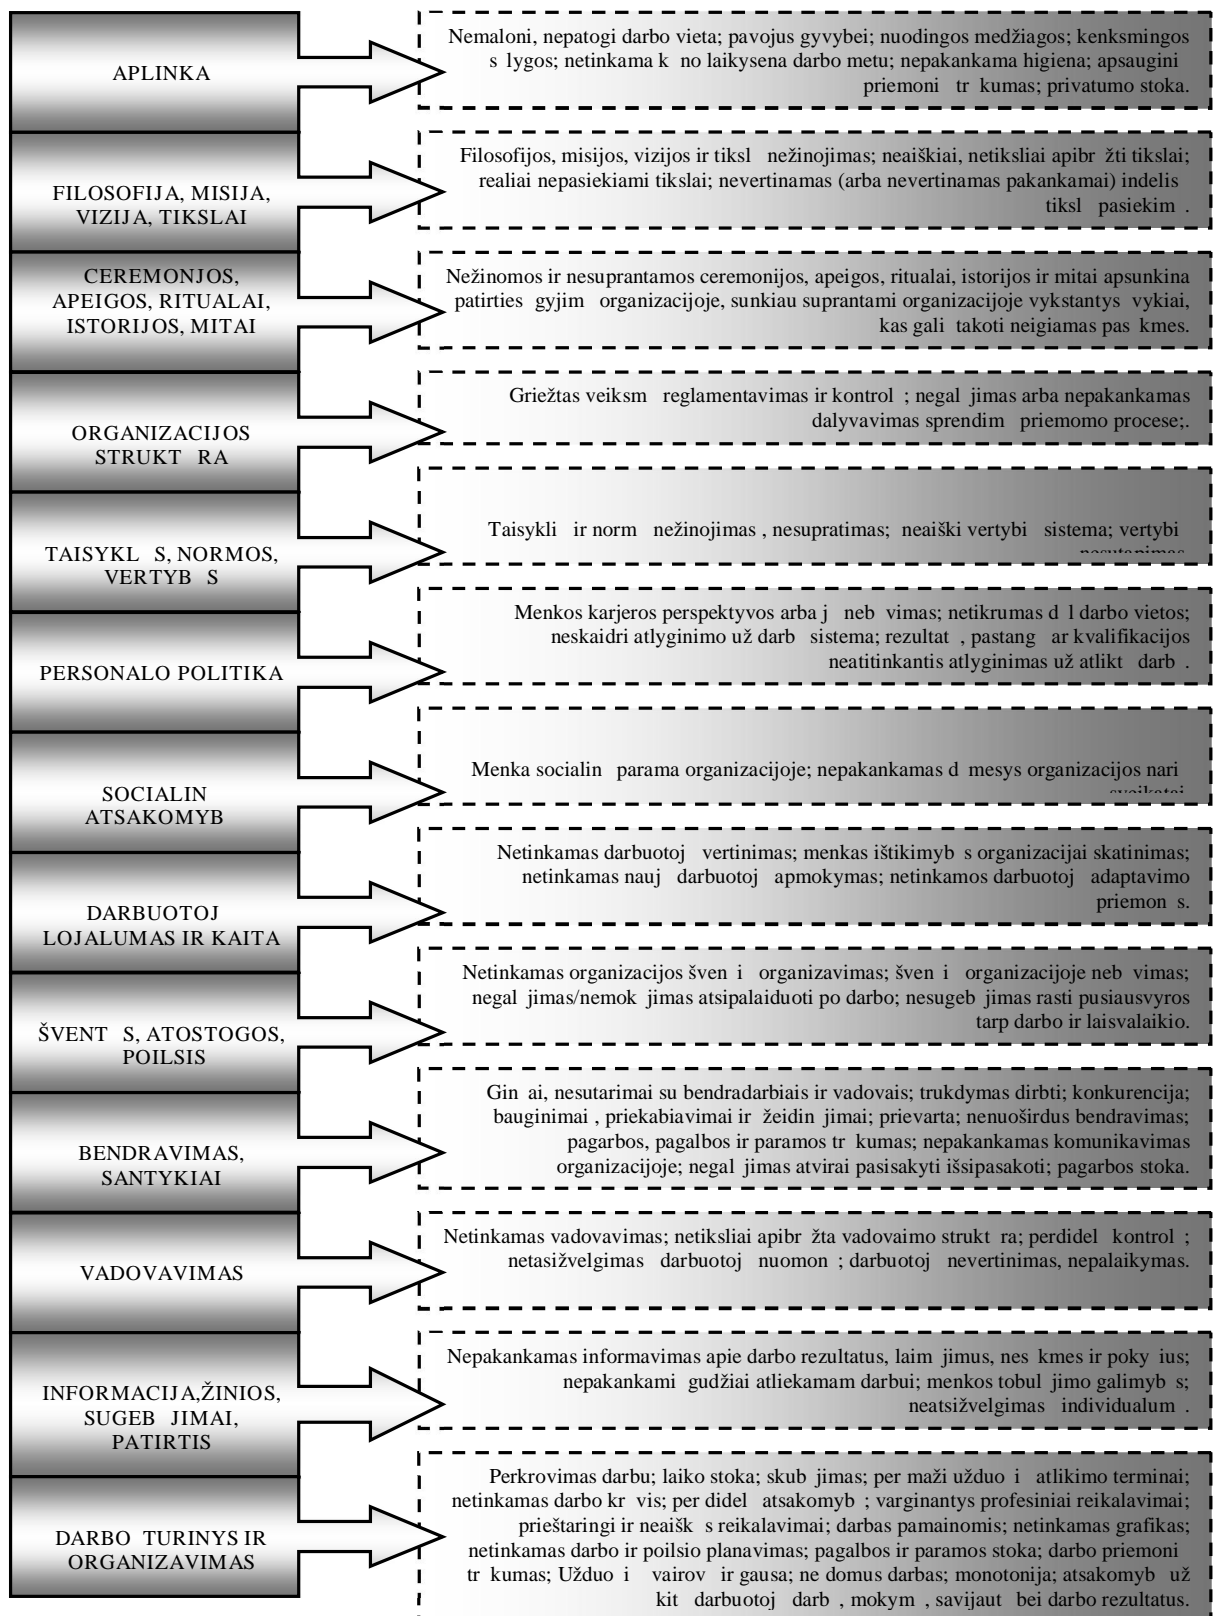 APLINKA
Nemaloni, nepatogi darbo vieta; pavojus gyvybei; nuodingos medžiagos; kenksmingos
s lygos; netinkama k no laikysena darbo metu; nepakankama higiena; apsaugini
priemoni tr kumas; privatumo stoka.
FILOSOFIJA, MISIJA,
VIZIJA, TIKSLAI
Filosofijos, misijos, vizijos ir tiksl nežinojimas; neaiškiai, netiksliai apibr žti tikslai;
realiai nepasiekiami tikslai; nevertinamas (arba nevertinamas pakankamai) indelis
tiksl pasiekim .
CEREMONJOS,
APEIGOS, RITUALAI,
ISTORIJOS, MITAI
Nežinomos ir nesuprantamos ceremonijos, apeigos, ritualai, istorijos ir mitai apsunkina
patirties gyjim organizacijoje, sunkiau suprantami organizacijoje vykstantys vykiai,
kas gali takoti neigiamas pas kmes.
ORGANIZACIJOS
STRUKT RA
Griežtas veiksm reglamentavimas ir kontrol ; negal jimas arba nepakankamas
dalyvavimas sprendim priemomo procese;.
TAISYKL S, NORMOS,
VERTYB S
Taisykli ir norm nežinojimas , nesupratimas; neaiški vertybi sistema; vertybi
PERSONALO POLITIKA
Menkos karjeros perspektyvos arba j neb vimas; netikrumas d l darbo vietos;
neskaidri atlyginimo už darb sistema; rezultat , pastang ar kvalifikacijos
neatitinkantis atlyginimas už atlikt darb .
SOCIALIN
ATSAKOMYB
Menka socialin parama organizacijoje; nepakankamas d mesys organizacijos nari
DARBUOTOJ
LOJALUMAS IR KAITA
Netinkamas darbuotoj vertinimas; menkas ištikimyb s organizacijai skatinimas;
netinkamas nauj darbuotoj apmokymas; netinkamos darbuotoj adaptavimo
priemon s.
ŠVENT S, ATOSTOGOS,
POILSIS
Netinkamas organizacijos šven i organizavimas; šven i organizacijoje neb vimas;
negal jimas/nemok jimas atsipalaiduoti po darbo; nesugeb jimas rasti pusiausvyros
tarp darbo ir laisvalaikio.
BENDRAVIMAS,
SANTYKIAI
Gin ai, nesutarimai su bendradarbiais ir vadovais; trukdymas dirbti; konkurencija;
bauginimai , priekabiavimai ir žeidin jimai; prievarta; nenuoširdus bendravimas;
pagarbos, pagalbos ir paramos tr kumas; nepakankamas komunikavimas
organizacijoje; negal jimas atvirai pasisakyti išsipasakoti; pagarbos stoka.
VADOVAVIMAS
Netinkamas vadovavimas; netiksliai apibr žta vadovaimo strukt ra; perdidel kontrol ;
netasižvelgimas darbuotoj nuomon ; darbuotoj nevertinimas, nepalaikymas.
INFORMACIJA,ŽINIOS,
SUGEB JIMAI,
PATIRTIS
Nepakankamas informavimas apie darbo rezultatus, laim jimus, nes kmes ir poky ius;
nepakankami gudžiai atliekamam darbui; menkos tobul jimo galimyb s;
neatsižvelgimas individualum .
DARBO TURINYS IR
ORGANIZAVIMAS
Perkrovimas darbu; laiko stoka; skub jimas; per maži užduo i atlikimo terminai;
netinkamas darbo kr vis; per didel atsakomyb ; varginantys profesiniai reikalavimai;
prieštaringi ir neaišk s reikalavimai; darbas pamainomis; netinkamas grafikas;
netinkamas darbo ir poilsio planavimas; pagalbos ir paramos stoka; darbo priemoni
tr kumas; Užduo i vairov ir gausa; ne domus darbas; monotonija; atsakomyb už
kit darbuotoj darb , mokym , savijaut bei darbo rezultatus.